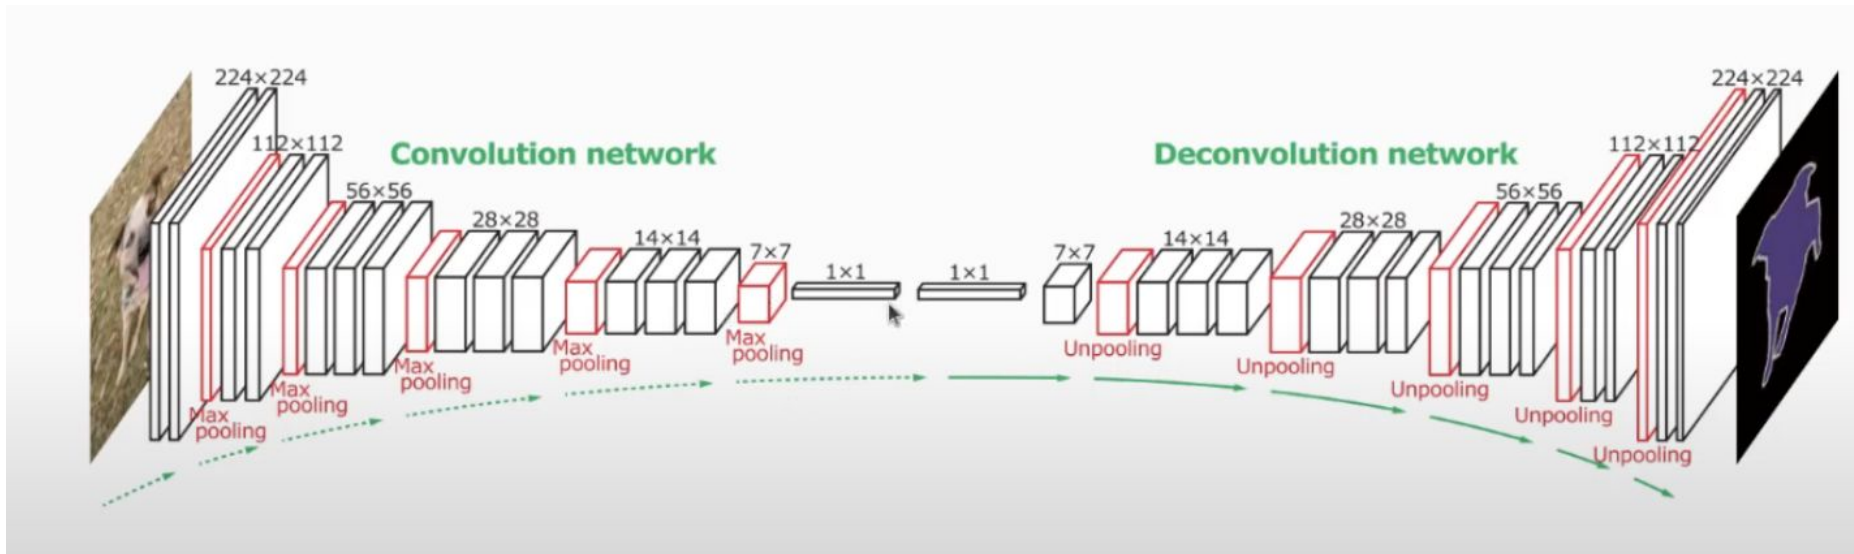 224×224
112×112
Convolution network
56×56
28×28
14×14
7×7
1×1
1×1
7×7
14×14
28×28
56×56
Deconvolution network
112×112
224×224
Max
pooling
Max
pooling
Max
pooling
Max
pooling
Max
pooling
Unpooling
Unpooling
Unpooling
Unpooling
Unpooling